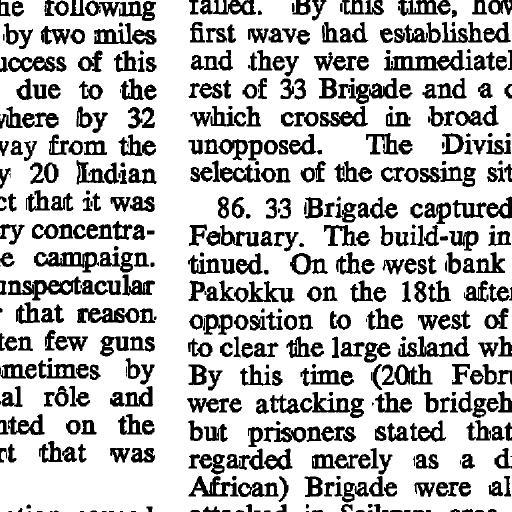 he following
by two miles
uccess of this
due to the
where by 32
way from the
y 20 Indian
ct that it was
ry concentra-
e campaign.
unspectacular
that reason
ten few guns
ometimes by
al rôle and
nted on the
rt that was
failed. By this time, how
first wave had established
and they were immediatel
rest of 33 Brigade and a c
which crossed in broad
unopposed. The Divisi
selection of the crossing sit
86. 33 Brigade captured
February. The build-up in
tinued. On the west bank
Pakokku on the 18th afte
opposition to the west of
to clear the large island wh
By this time (20th Febru
were attacking the bridgeh
but prisoners stated that
regarded merely as a di
African) Brigade were al